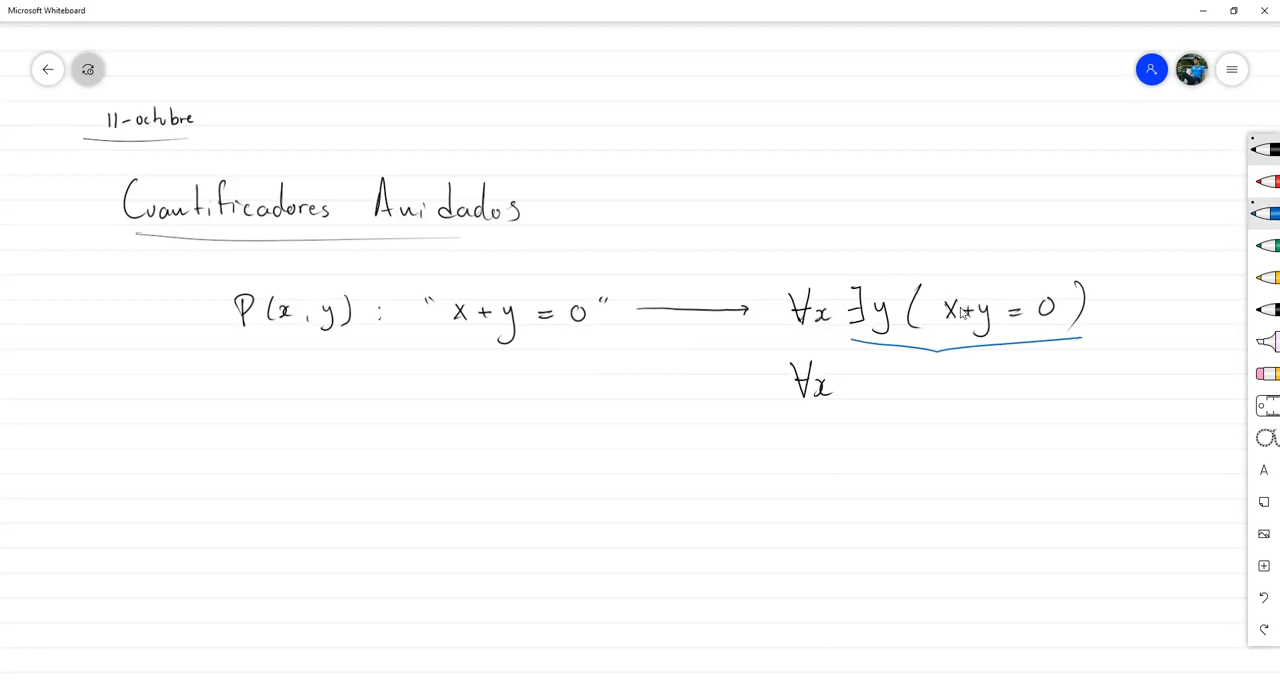 Microsoft Whiteboard
11-octubre
Cuantificadores Anidados
P(x, y) : "x + y = 0" ⟶ ∀x ∃y ( x+y = 0 )
∀x
A